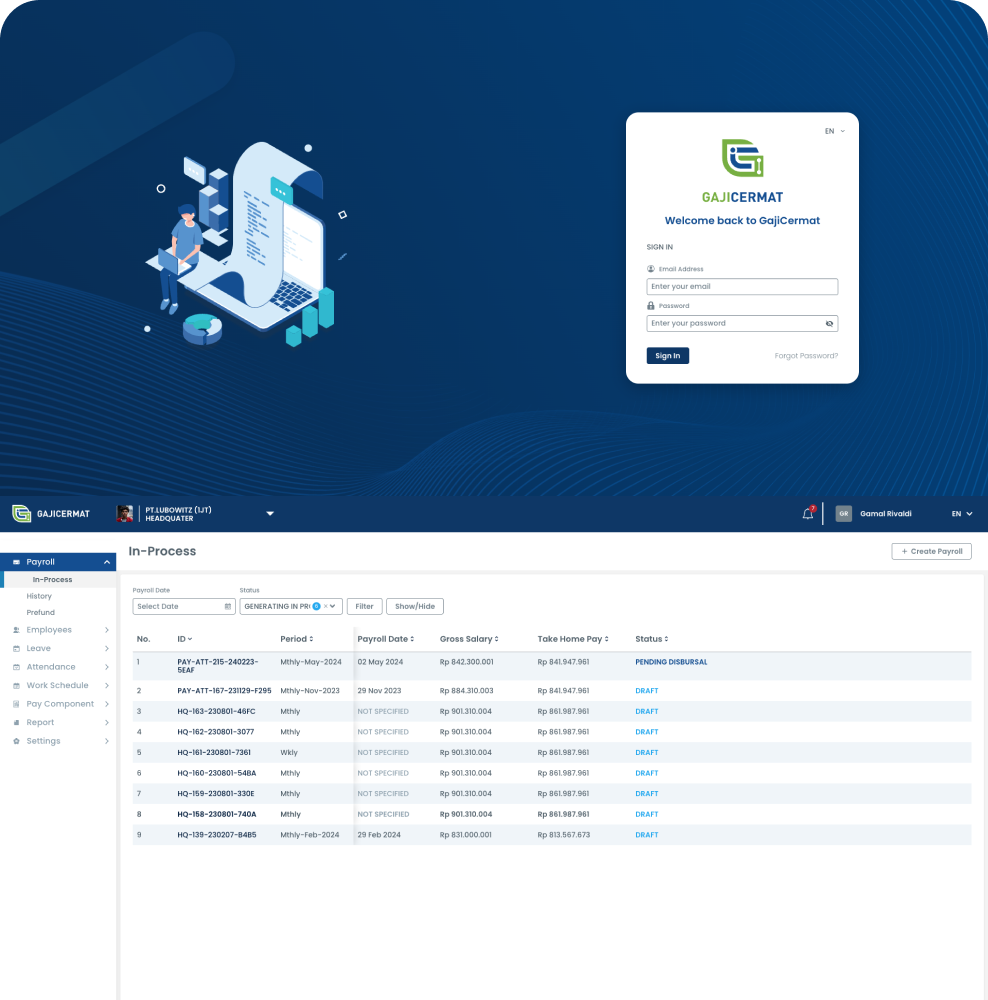 EN
GAJICERMAT
Welcome back to GajiCermat
SIGN IN
Email Address
Enter your email
Password
Enter your password
Sign In Forgot Password?
GAJICERMAT PT.LUBOWITZ (1JT) 7 GR Gamal Rivaldi EN
HEADQUATER
In-Process + Create Payroll
Payroll
In-Process
History
Prefund
Employees
Leave
Attendance
Work Schedule
Pay Component
Report
Settings
Payroll Date Status
Select Date GENERATING IN PR Filter Show/Hide
No. ID Period Payroll Date Gross Salary Take Home Pay Status
1 PAY-ATT-215-240223- Mthly-May-2024 02 May 2024 Rp 842.300.001 Rp 841.947.961 PENDING DISBURSAL
5EAF
2 PAY-ATT-167-231129-F295 Mthly-Nov-2023 29 Nov 2023 Rp 884.310.003 Rp 841.947.961 DRAFT
3 HQ-163-230801-46FC Mthly NOT SPECIFIED Rp 901.310.004 Rp 861.987.961 DRAFT
4 HQ-162-230801-3077 Mthly NOT SPECIFIED Rp 901.310.004 Rp 861.987.961 DRAFT
5 HQ-161-230801-7361 Wkly NOT SPECIFIED Rp 901.310.004 Rp 861.987.961 DRAFT
6 HQ-160-230801-54BA Mthly NOT SPECIFIED Rp 901.310.004 Rp 861.987.961 DRAFT
7 HQ-159-230801-330E Mthly NOT SPECIFIED Rp 901.310.004 Rp 861.987.961 DRAFT
8 HQ-158-230801-740A Mthly NOT SPECIFIED Rp 901.310.004 Rp 861.987.961 DRAFT
9 HQ-139-230207-B4B5 Mthly-Feb-2024 29 Feb 2024 Rp 831.000.001 Rp 813.567.673 DRAFT